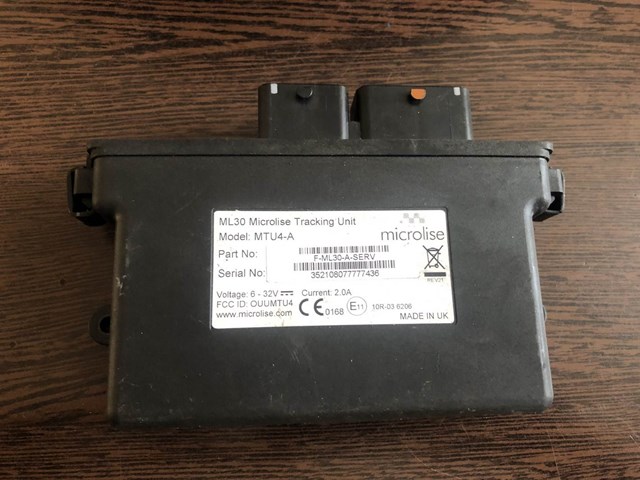 ML30 Microlise Tracking Unit
Model: MTU4-A
microlise
Part No:
F-ML30-A-SERV
Serial No:
352108077777436
Voltage: 6 - 32V Current: 2.0A
FCC ID: OUUMTU4
www.microlise.com
CE 0168
E11
10R-03 6206
MADE IN UK